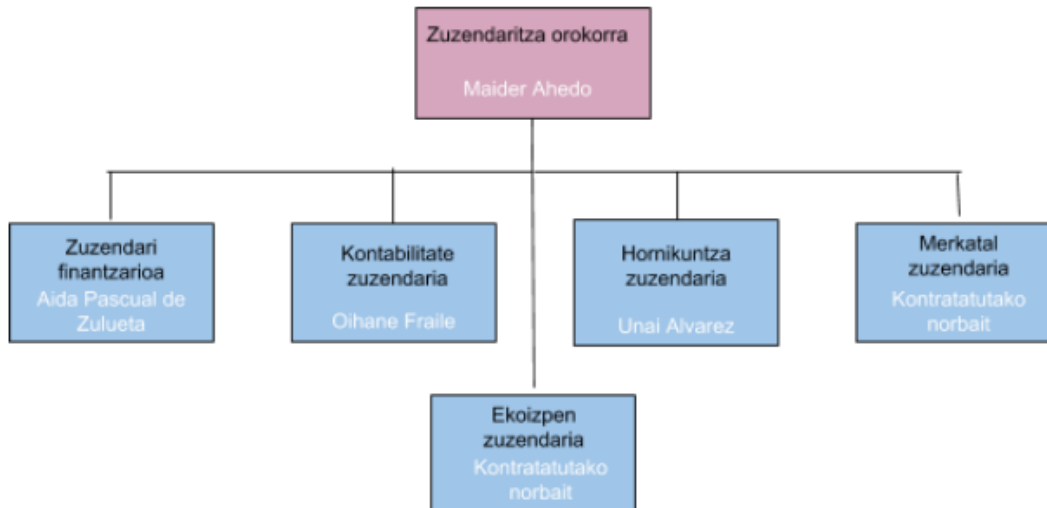 Zuzendaritza orokorra
Maider Ahedo
Zuzendari
finantzarioa
Aida Pascual de
Zulueta
Kontabilitate
zuzendaria
Oihane Fraile
Hornikuntza
zuzendaria
Unai Alvarez
Merkatal
zuzendaria
Kontratatutako
norbait
Ekoizpen
zuzendaria
Kontratatutako
norbait